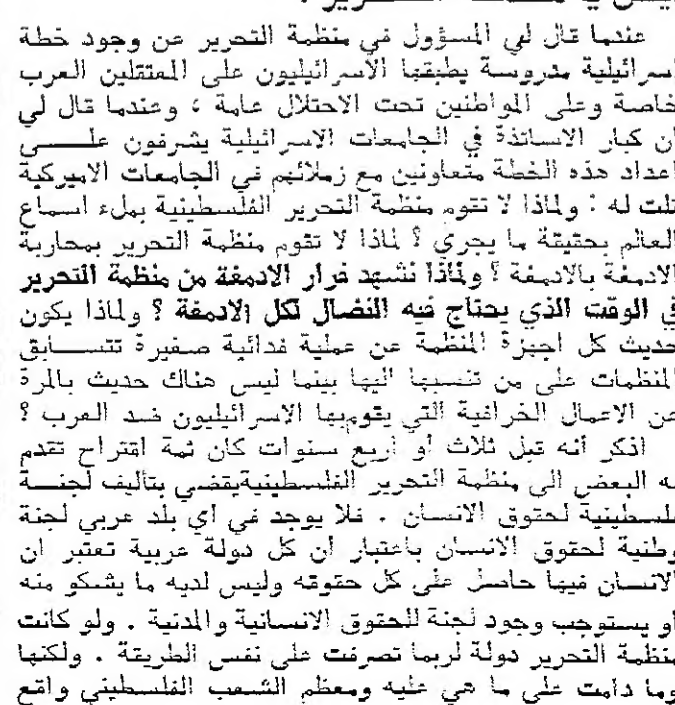 عندما قال لي المسؤول في منظمة التحرير عن وجود خطة
اسرائيلية مدروسة يطبقها الاسرائيليون على المعتقلين العرب
خاصة وعلى المواطنين تحت الاحتلال عامة ؛ وعندما قال لي
ان كبار الاساتذة في الجامعات الاسرائيلية يشرفون علـــى
اعداد هذه الخطة متعاونين مع زملائهم في الجامعات الاميركية
قلت له : ولماذا لا تقوم منظمة التحرير الفلسطينية بملء اسماع
العالم بحقيقة ما يجري ؟ لماذا لا تقوم منظمة التحرير بمحاربة
الادمغة بالادمغة ؟ ولماذا نشهد فرار الادمغة من منظمة التحرير
في الوقت الذي يحتاج فيه النضال لكل الادمغة ؟ ولماذا يكون
حديث كل اجهزة المنظمة عن عملية فدائية صغيرة تتســـابق
المنظمات على من تنسبها اليها بينما ليس هناك حديث بالمرة
عن الاعمال الخرافية التي يقوم بها الاسرائيليون ضد العرب ؟
اذكر أنه قبل ثلاث أو أربع سنوات كان ثمة اقتراح تقدم
به البعض الى منظمة التحرير الفلسطينية يقضي بتأليف لجنـــة
فلسطينية لحقوق الانسان . فلا يوجد في أي بلد عربي لجنة
وطنية لحقوق الانسان باعتبار ان كل دولة عربية تعتبر ان
الانسان فيها حاصل على كل حقوقه وليس لديه ما يشكو منه
او يستوجب وجود لجنة للحقوق الانسانية والمدنية . ولو كانت
منظمة التحرير دولة لربما تصرفت على نفس الطريقة . ولكنها
وما دامت على ما هي عليه ومعظم الشعب الفلسطيني واقع